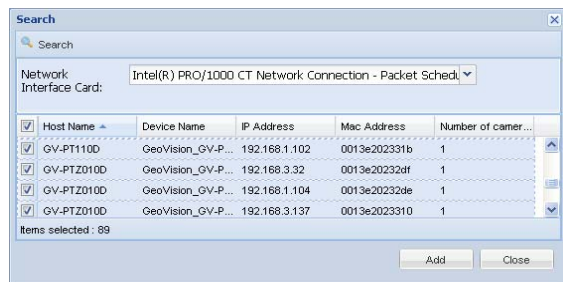 Search
Search
Network Interface Card: Intel(R) PRO/1000 CT Network Connection - Packet Schedu
Host Name Device Name IP Address Mac Address Number of camer...
GV-PT110D GeoVision_GV-P... 192.168.1.102 0013e202331b 1
GV-PTZ010D GeoVision_GV-P... 192.168.3.32 0013e20232df 1
GV-PTZ010D GeoVision_GV-P... 192.168.1.104 0013e20232de 1
GV-PTZ010D GeoVision_GV-P... 192.168.3.137 0013e2023310 1
Items selected : 89
Add Close